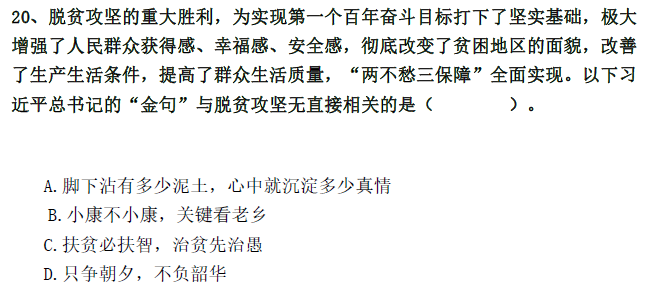 20、脱贫攻坚的重大胜利，为实现第一个百年奋斗目标打下了坚实基础，极大
增强了人民群众获得感、幸福感、安全感，彻底改变了贫困地区的面貌，改善
了生产生活条件，提高了群众生活质量，“两不愁三保障”全面实现。以下习
近平总书记的“金句”与脱贫攻坚无直接相关的是（　　　　）。
A.脚下沾有多少泥土，心中就沉淀多少真情
B.小康不小康，关键看老乡
C.扶贫必扶智，治贫先治愚
D.只争朝夕，不负韶华